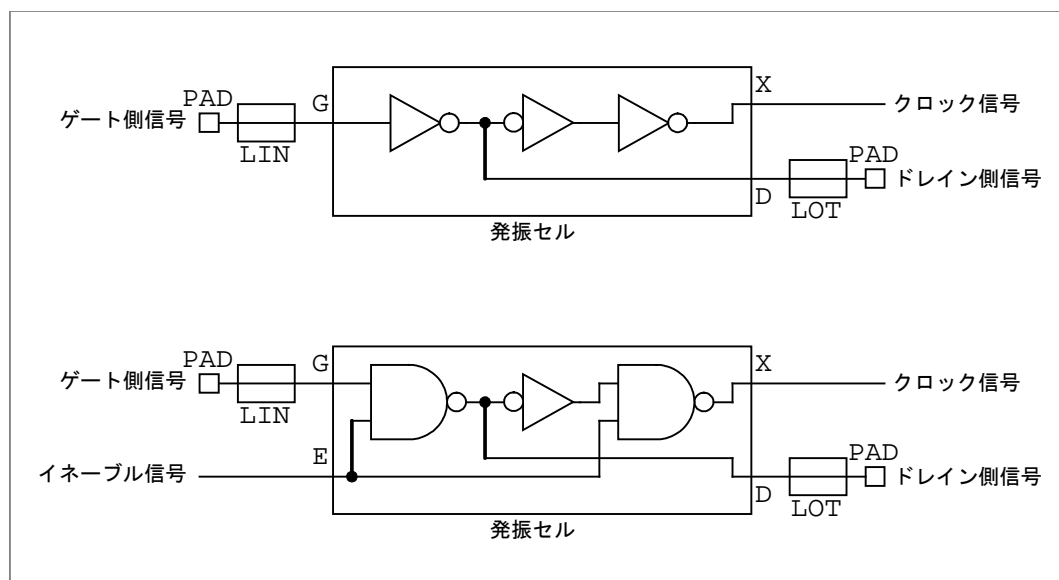 PAD
G
X
ゲート側信号
クロック信号
LIN
PAD
ドレイン側信号
D
LOT
発振セル
PAD
G
X
ゲート側信号
クロック信号
LIN
E
PAD
イネーブル信号
ドレイン側信号
D
LOT
発振セル